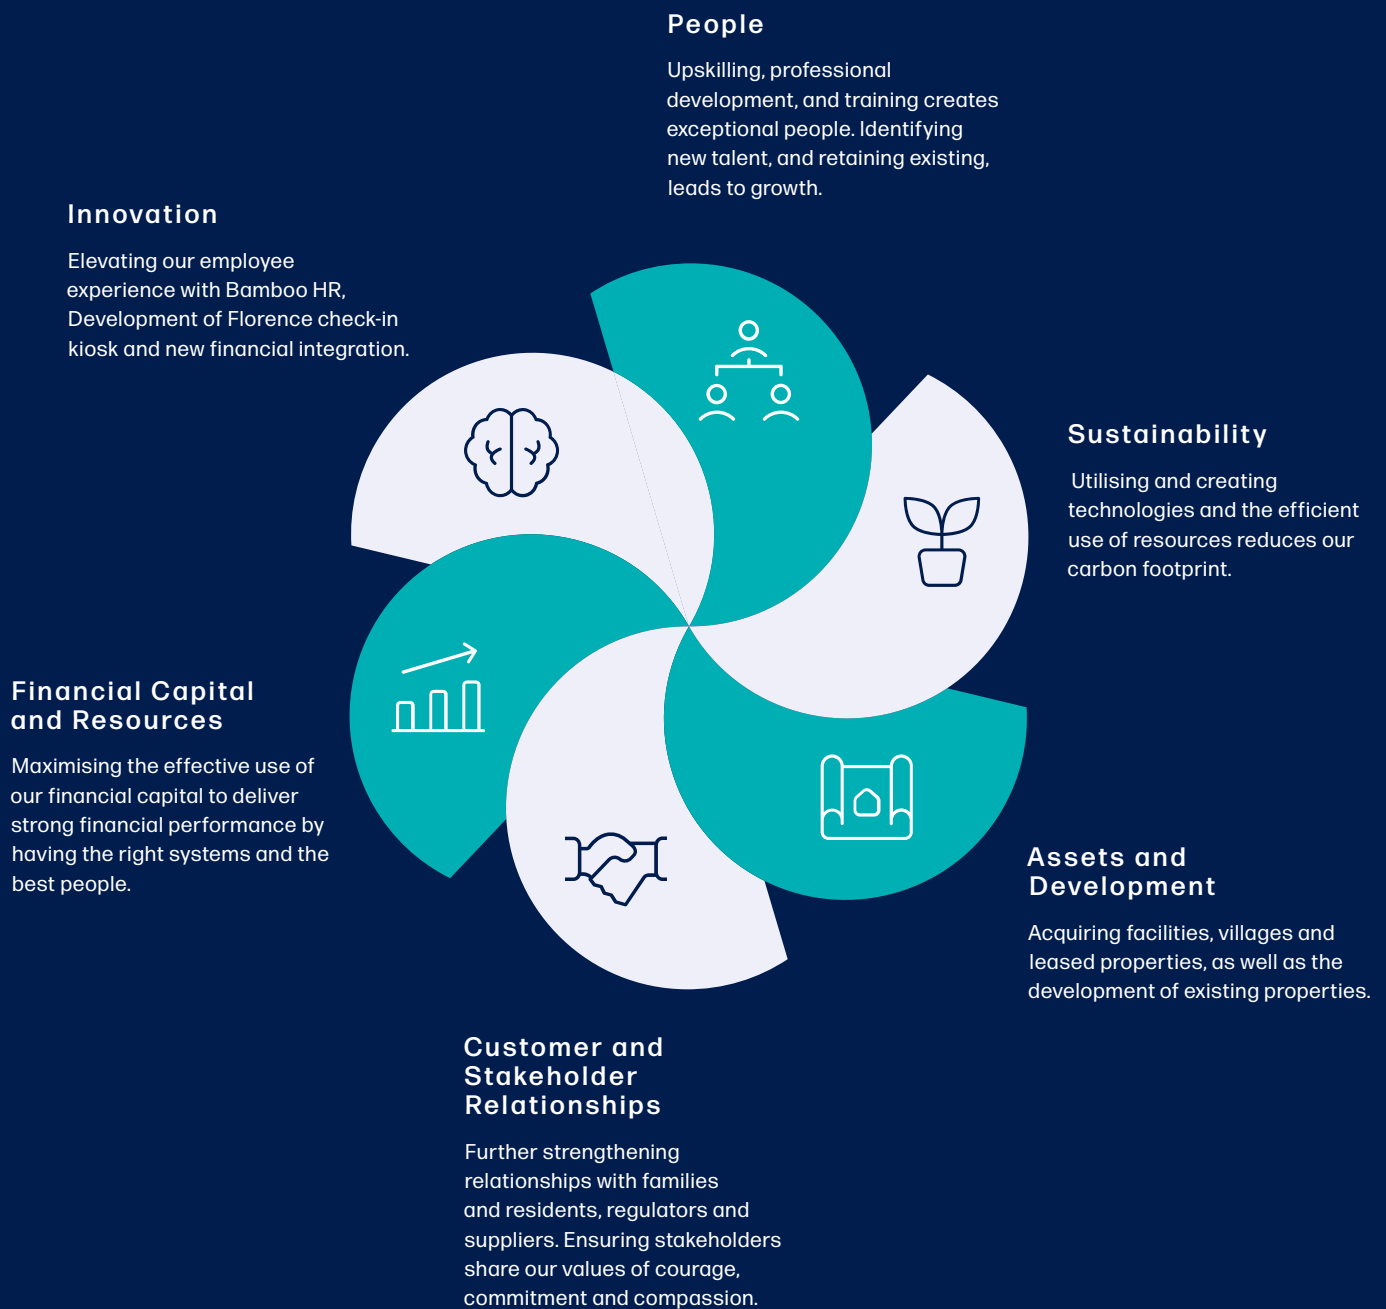 People
Upskilling, professional
development, and training creates
exceptional people. Identifying
new talent, and retaining existing,
leads to growth.
Innovation
Elevating our employee
experience with Bamboo HR,
Development of Florence check-in
kiosk and new financial integration.
Sustainability
Utilising and creating
technologies and the efficient
use of resources reduces our
carbon footprint.
Financial Capital
and Resources
Maximising the effective use of
our financial capital to deliver
strong financial performance by
having the right systems and the
best people.
Assets and
Development
Acquiring facilities, villages and
leased properties, as well as the
development of existing properties.
Customer and
Stakeholder
Relationships
Further strengthening
relationships with families
and residents, regulators and
suppliers. Ensuring stakeholders
share our values of courage,
commitment and compassion.